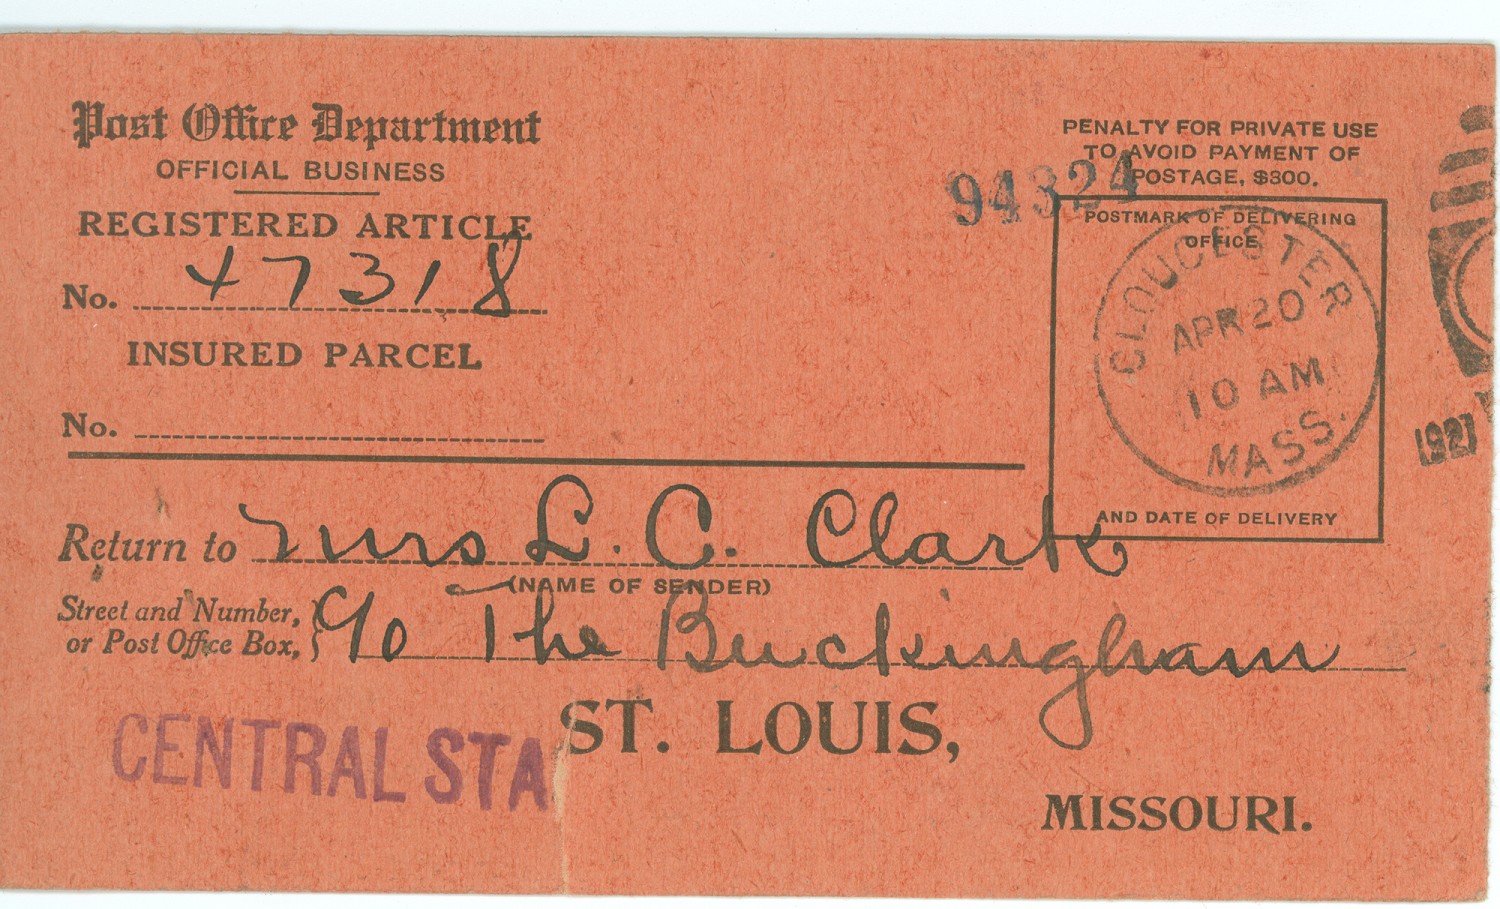 Post Office Department
OFFICIAL BUSINESS
REGISTERED ARTICLE
No. 47318
INSURED PARCEL
No.
PENALTY FOR PRIVATE USE
TO AVOID PAYMENT OF
POSTAGE, $300.
94324
POSTMARK OF DELIVERING
OFFICE
GLOUCESTER
APR 20
10 AM
MASS.
1927
AND DATE OF DELIVERY
Return to Mrs L. C. Clark
(NAME OF SENDER)
Street and Number,
or Post Office Box,
c/o The Buckingham
ST. LOUIS,
CENTRAL STA
MISSOURI.